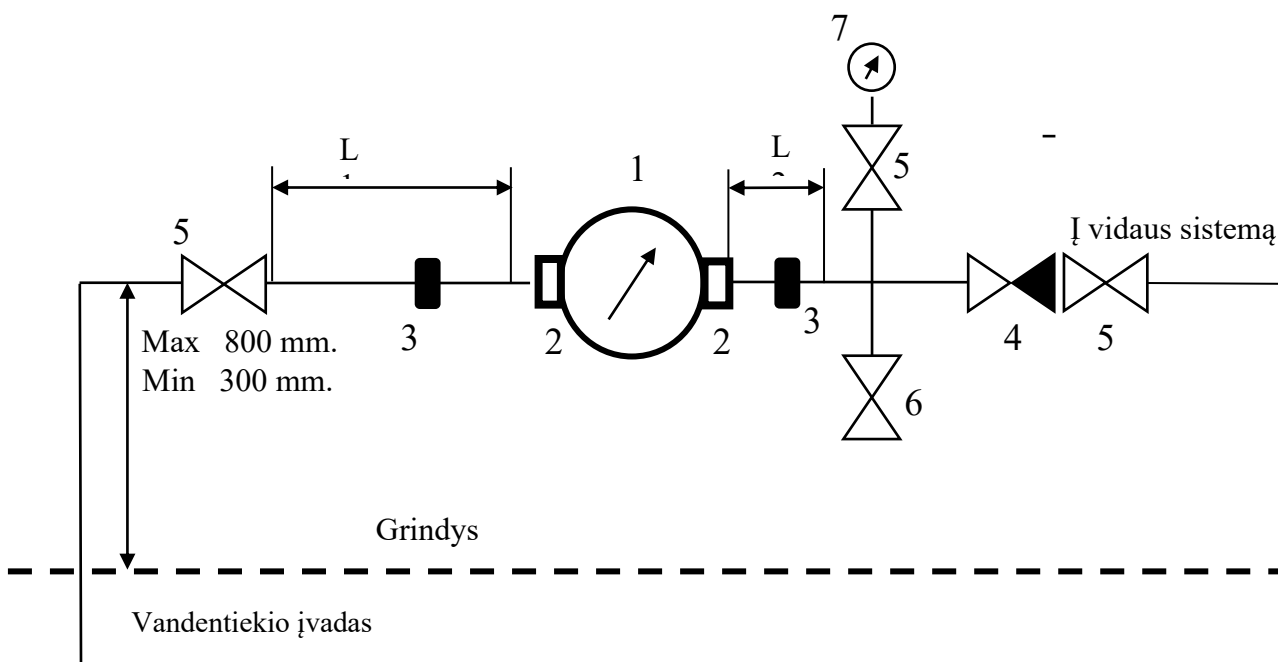 7
L
L
1
5
5
Į vidaus sistemą
3
2
2
3
4
5
Max 800 mm.
Min 300 mm.
6
Grindys
Vandentiekio įvadas